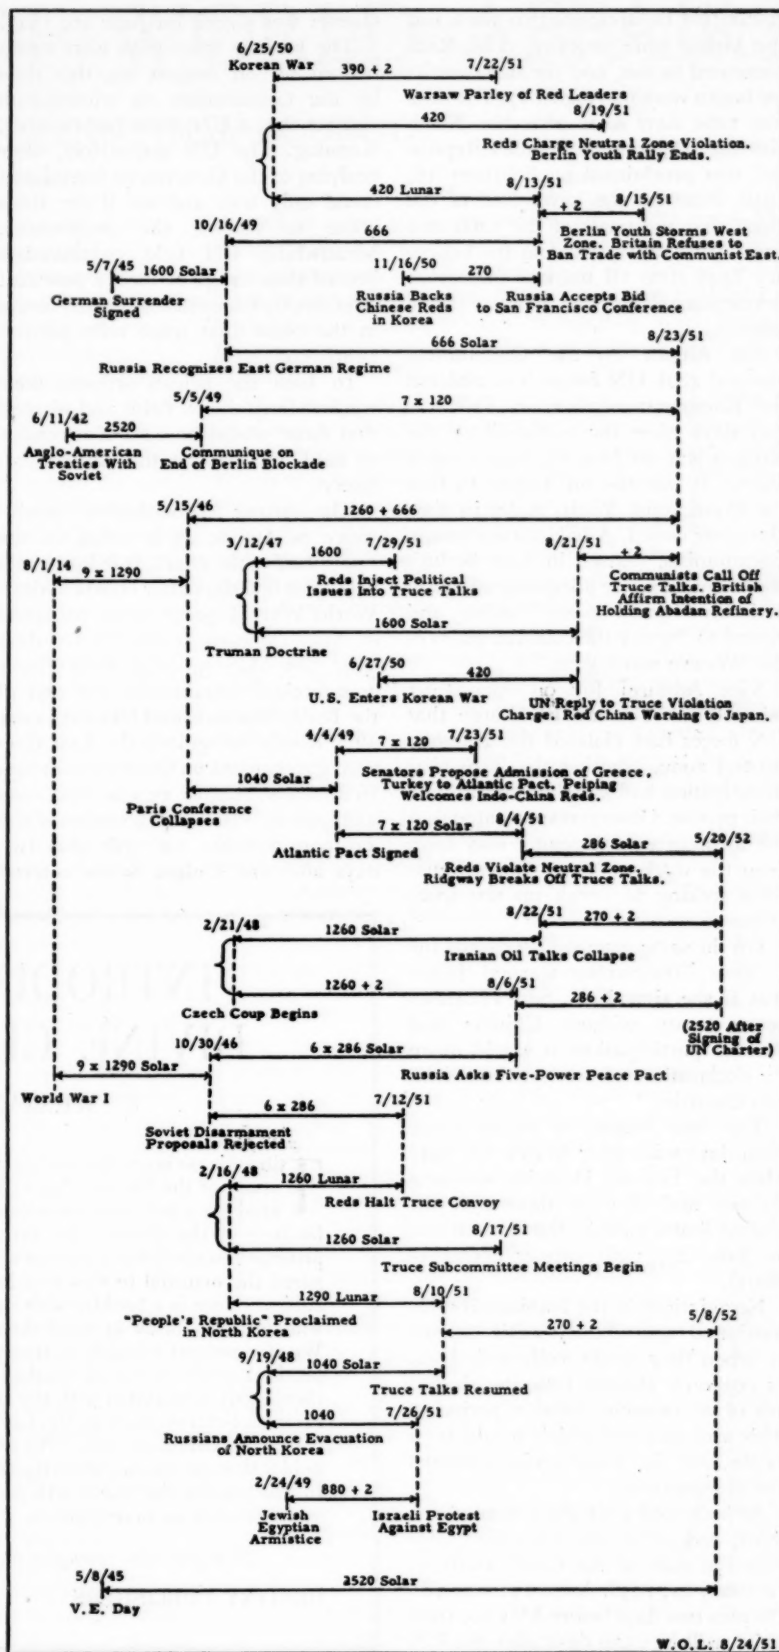 6/25/50
Korean War
390 + 2
7/22/51
Warsaw Parley of Red Leaders
420
8/19/51
Reds Charge Neutral Zone Violation.
Berlin Youth Rally Ends.
420 Lunar
8/13/51
+ 2
8/15/51
Berlin Youth Storms West
Zone. Britain Refuses to
Ban Trade with Communist East.
10/16/49
666
5/7/45
1600 Solar
German Surrender
Signed
11/16/50
270
Russia Backs
Chinese Reds
in Korea
Russia Accepts Bid
to San Francisco Conference
666 Solar
8/23/51
Russia Recognizes East German Regime
5/5/49
7 x 120
6/11/42
2520
Anglo-American
Treaties With
Soviet
Communique on
End of Berlin Blockade
5/15/46
1260 + 666
8/1/14
9 x 1290
3/12/47
1600
7/29/51
Reds Inject Political
Issues Into Truce Talks
8/21/51
+ 2
Communists Call Off
Truce Talks. British
Affirm Intention of
Holding Abadan Refinery.
1600 Solar
Truman Doctrine
6/27/50
420
U.S. Enters Korean War
UN Reply to Truce Violation
Charge. Red China Warning to Japan.
4/4/49
7 x 120
7/23/51
Senators Propose Admission of Greece,
Turkey to Atlantic Pact. Peiping
Welcomes Indo-China Reds.
1040 Solar
Paris Conference
Collapses
7 x 120 Solar
8/4/51
Atlantic Pact Signed
286 Solar
5/20/52
Reds Violate Neutral Zone.
Ridgway Breaks Off Truce Talks.
8/22/51
270 + 2
2/21/48
1260 Solar
Iranian Oil Talks Collapse
1260 + 2
8/6/51
286 + 2
Czech Coup Begins
(2520 After
Signing of
UN Charter)
10/30/46
6 x 286 Solar
Russia Asks Five-Power Peace Pact
9 x 1290 Solar
World War I
6 x 286
7/12/51
Soviet Disarmament
Proposals Rejected
2/16/48
1260 Lunar
Reds Halt Truce Convoy
1260 Solar
8/17/51
Truce Subcommittee Meetings Begin
1290 Lunar
8/10/51
"People's Republic" Proclaimed
in North Korea
270 + 2
5/8/52
9/19/48
1040 Solar
Truce Talks Resumed
1040
7/26/51
Russians Announce Evacuation
of North Korea
2/24/49
880 + 2
Jewish
Egyptian
Armistice
Israeli Protest
Against Egypt
5/8/45
2520 Solar
V.E. Day
W.O.L. 8/24/51